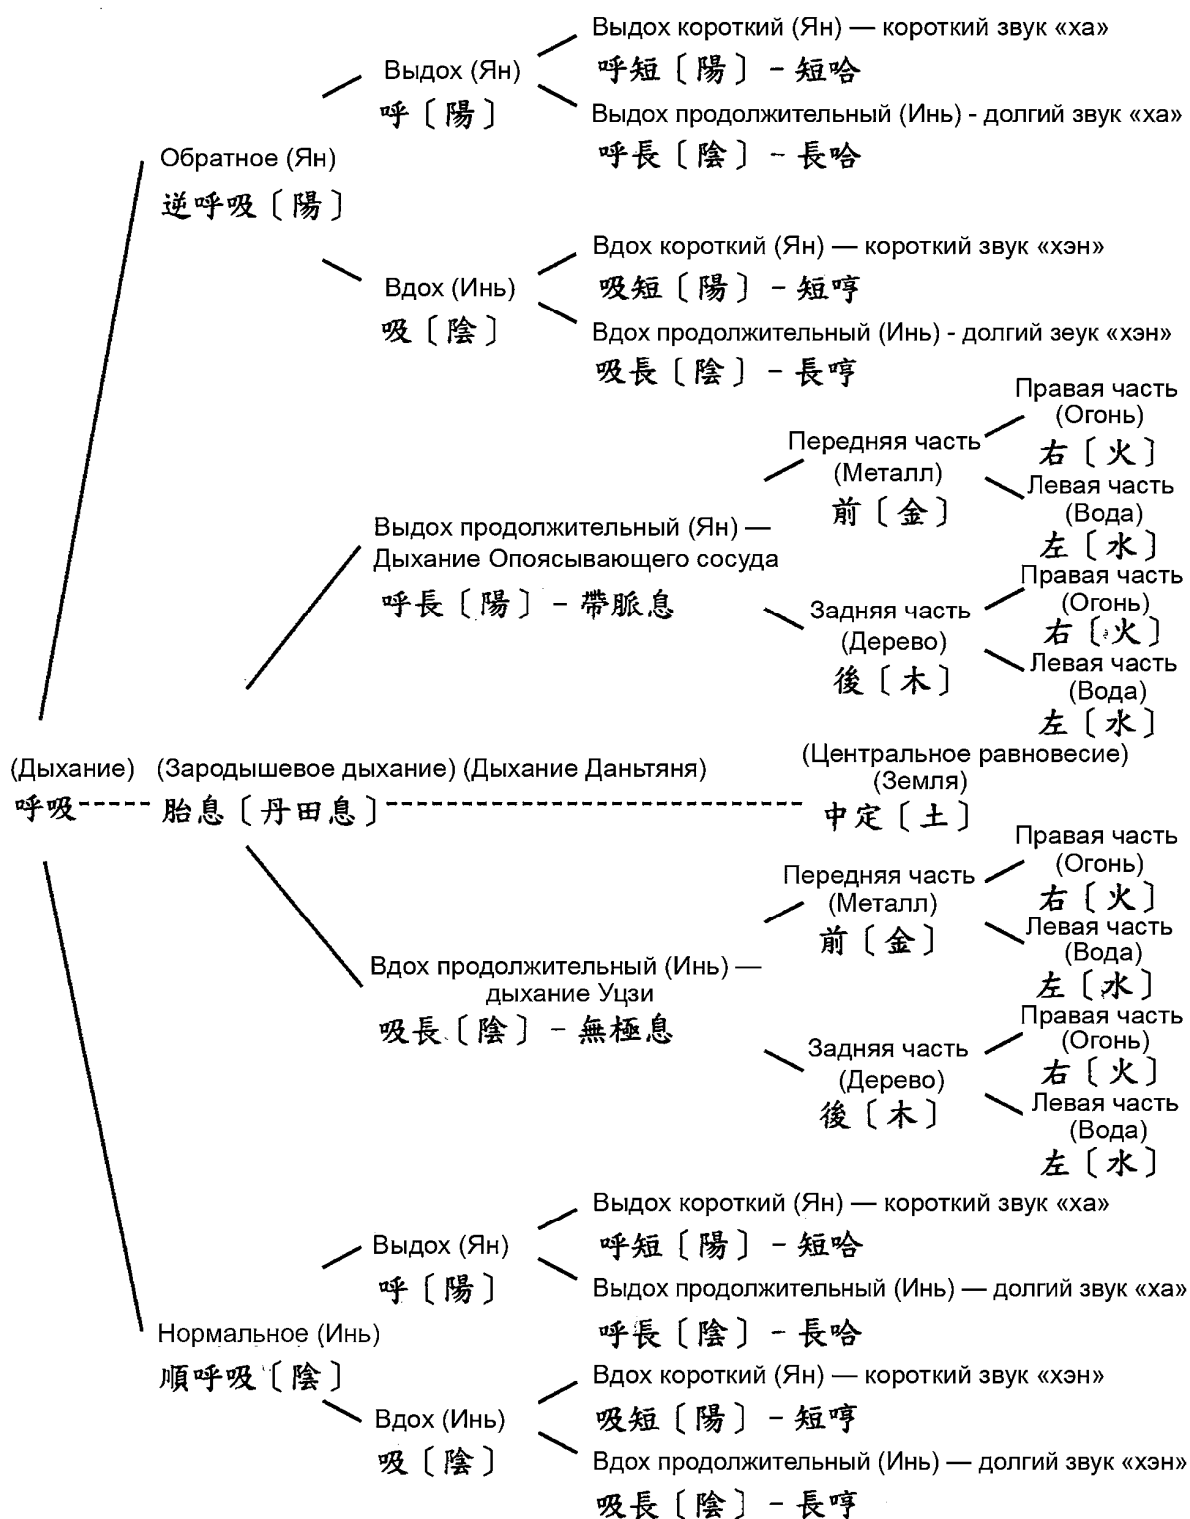 Выдох короткий (Ян) — короткий звук «ха»
呼短〔陽〕－短哈
Выдох (Ян)
呼〔陽〕
Выдох продолжительный (Инь) - долгий звук «ха»
呼長〔陰〕－長哈
Обратное (Ян)
逆呼吸〔陽〕
Вдох короткий (Ян) — короткий звук «хэн»
吸短〔陽〕－短哼
Вдох (Инь)
吸〔陰〕
Вдох продолжительный (Инь) - долгий зеук «хэн»
吸長〔陰〕－長哼
Правая часть
(Огонь)
右〔火〕
Передняя часть
(Металл)
前〔金〕
Левая часть
(Вода)
左〔水〕
Выдох продолжительный (Ян) —
Дыхание Опоясывающего сосуда
呼長〔陽〕－帶脈息
Правая часть
(Огонь)
右〔火〕
Задняя часть
(Дерево)
後〔木〕
Левая часть
(Вода)
左〔水〕
(Дыхание) (Зародышевое дыхание) (Дыхание Даньтяня)
(Центральное равновесие)
(Земля)
呼吸 胎息〔丹田息〕 中定〔土〕
Правая часть
(Огонь)
右〔火〕
Передняя часть
(Металл)
前〔金〕
Левая часть
(Вода)
左〔水〕
Вдох продолжительный (Инь) —
дыхание Уцзи
吸長〔陰〕－無極息
Правая часть
(Огонь)
右〔火〕
Задняя часть
(Дерево)
後〔木〕
Левая часть
(Вода)
左〔水〕
Выдох короткий (Ян) — короткий звук «ха»
呼短〔陽〕－短哈
Выдох (Ян)
呼〔陽〕
Выдох продолжительный (Инь) — долгий звук «ха»
呼長〔陰〕－長哈
Нормальное (Инь)
順呼吸〔陰〕
Вдох короткий (Ян) — короткий звук «хэн»
吸短〔陽〕－短哼
Вдох (Инь)
吸〔陰〕
Вдох продолжительный (Инь) — долгий звук «хэн»
吸長〔陰〕－長哼